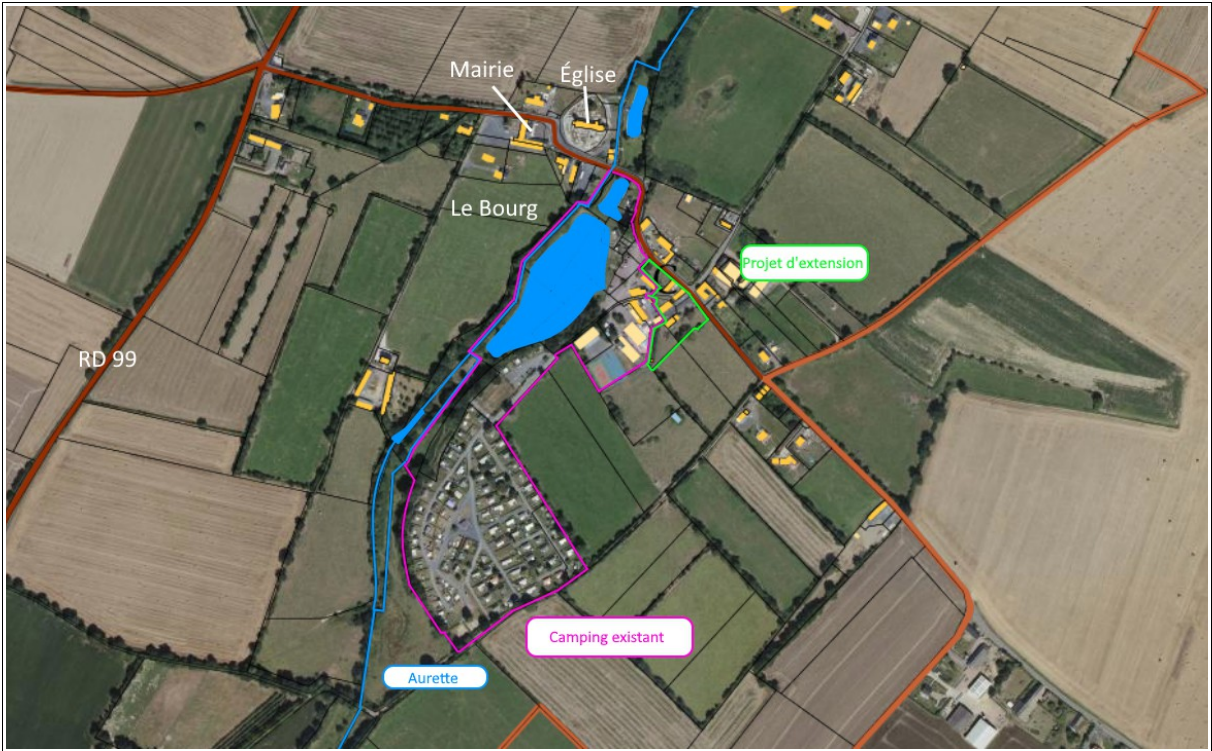 Mairie
Église
Le Bourg
Projet d'extension
RD 99
Camping existant
Aurette